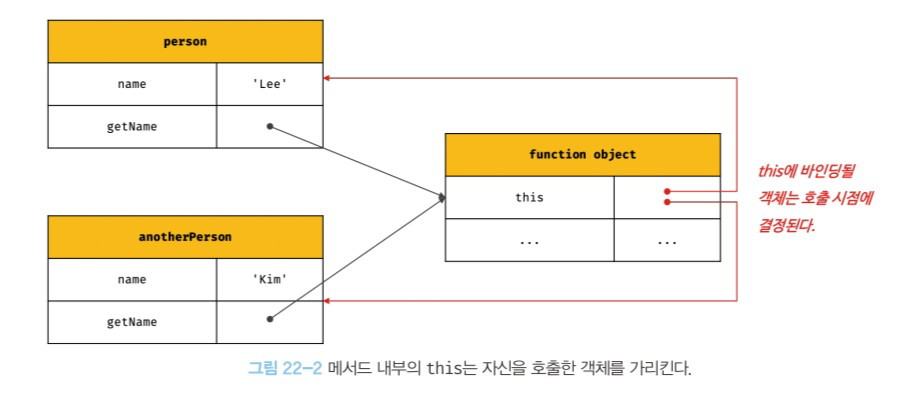 person
name 'Lee'
getName
function object
this
... ...
this에 바인딩될
객체는 호출 시점에
결정된다.
anotherPerson
name 'Kim'
getName
그림 22-2 메서드 내부의 this는 자신을 호출한 객체를 가리킨다.